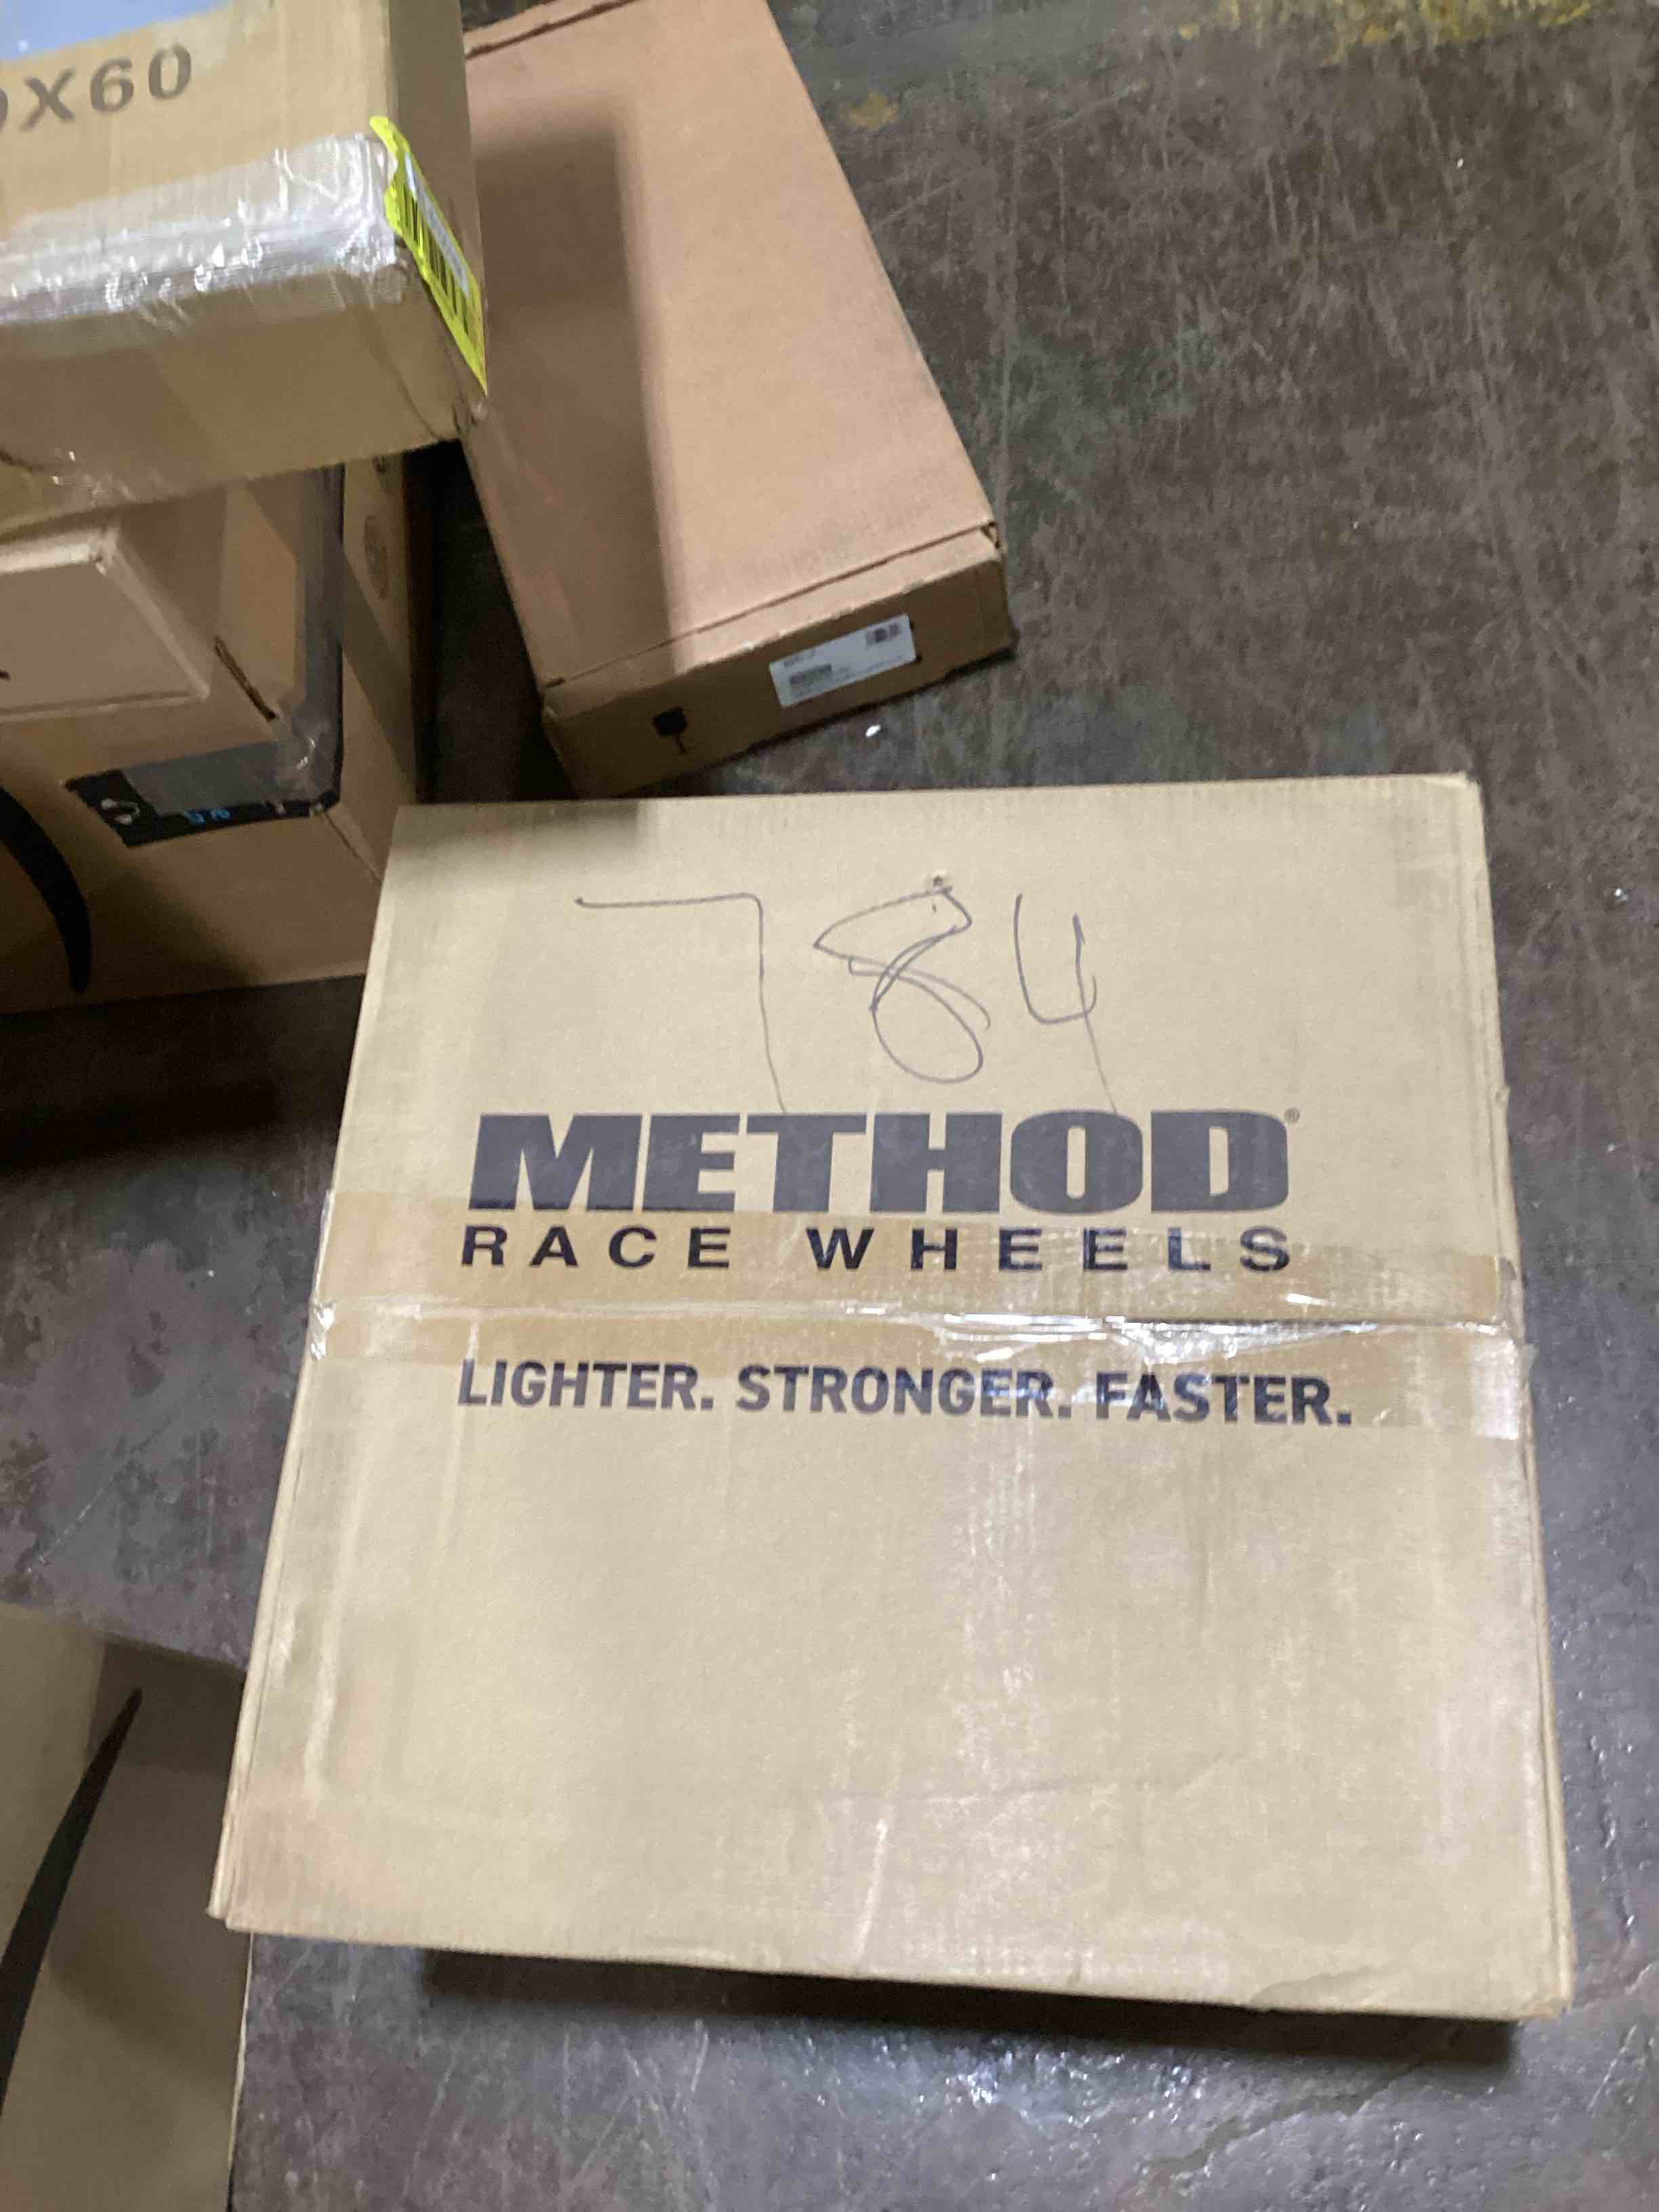 X60
784
METHOD®
RACE WHEELS
LIGHTER. STRONGER. FASTER.